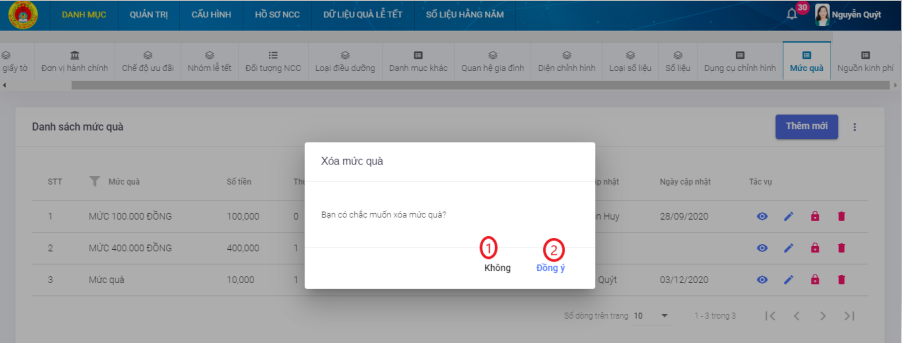 DANH MỤC QUẢN TRỊ CẤU HÌNH HỒ SƠ NCC DỮ LIỆU QUÀ LỄ TẾT SỐ LIỆU HẰNG NĂM 30 Nguyễn Quýt
giấy tờ Đơn vị hành chính Chế độ ưu đãi Nhóm lễ tết Đối tượng NCC Loại điều dưỡng Danh mục khác Quan hệ gia đình Diện chỉnh hình Loại số liệu Số liệu Dụng cụ chỉnh hình Mức quà Nguồn kinh phí
Danh sách mức quà Thêm mới
Xóa mức quà
STT Mức quà Số tiền cập nhật Ngày cập nhật Tác vụ
1 MỨC 100.000 ĐỒNG 100,000 0 Bạn có chắc muốn xóa mức quà? Huy 28/09/2020
2 MỨC 400.000 ĐỒNG 400,000 1
1 2
Không Đồng ý
3 Mức quà 10,000 1 Quýt 03/12/2020
Số dòng trên trang 10 1 - 3 trong 3